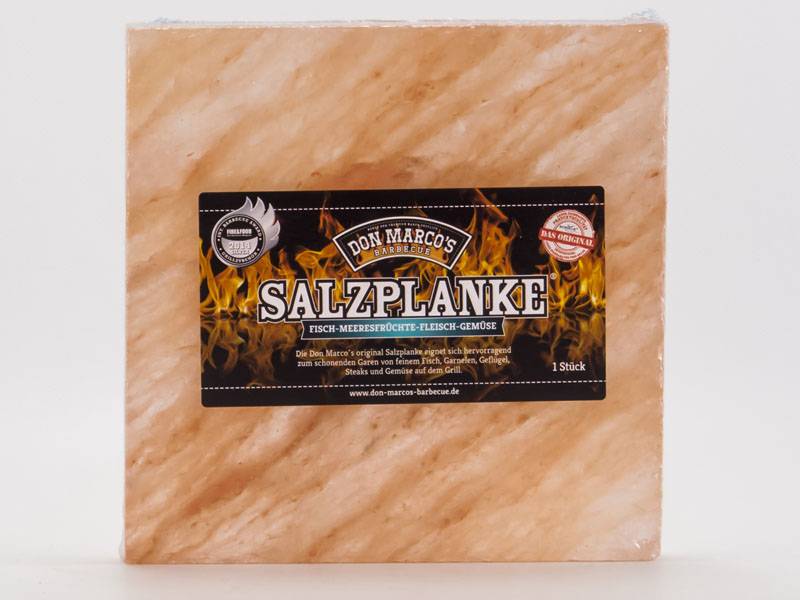 FIRE&FOOD
2014
DON MARCO'S
BARBECUE
DAS ORIGINAL
SALZPLANKE®
FISCH-MEERESFRÜCHTE-FLEISCH-GEMÜSE
Die Don Marco´s original Salzplanke eignet sich hervorragend
zum schonenden Garen von feinem Fisch, Garnelen, Geflügel,
Steaks und Gemüse auf dem Grill.
1 Stück
www.don-marcos-barbecue.de